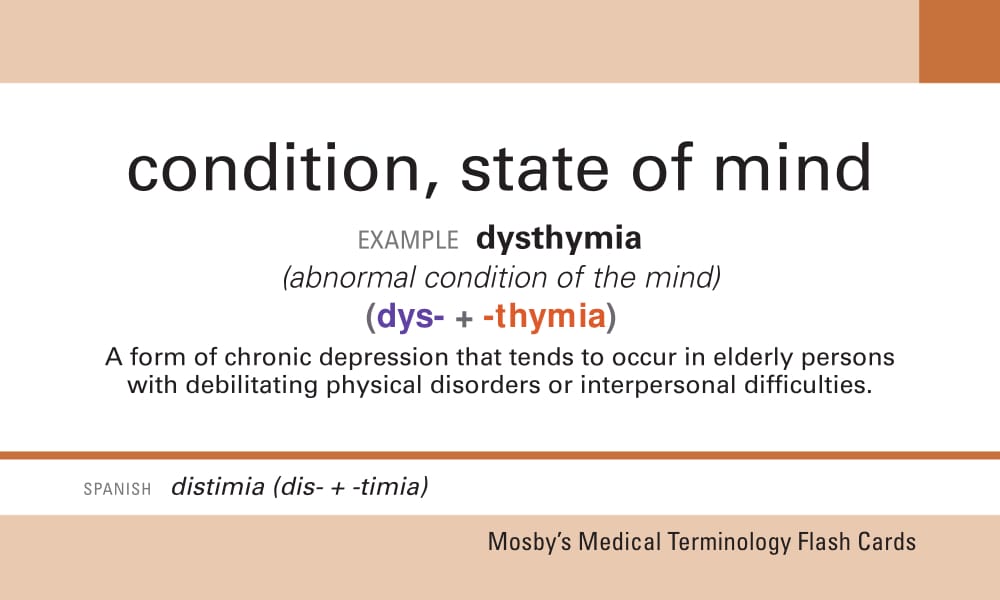 condition, state of mind
EXAMPLE dysthymia
(abnormal condition of the mind)
(dys- + -thymia)
A form of chronic depression that tends to occur in elderly persons
with debilitating physical disorders or interpersonal difficulties.
SPANISH distimia (dis- + -timia)
Mosby's Medical Terminology Flash Cards